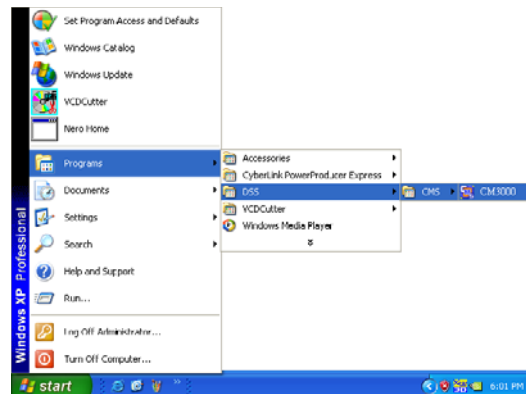 Set Program Access and Defaults
Windows Catalog
Windows Update
VCDCutter
Nero Home
Programs
Documents
Settings
Search
Help and Support
Run...
Log Off Administrator...
Turn Off Computer...
Windows XP Professional
Accessories
CyberLink PowerProducer Express
DSS
VCDCutter
Windows Media Player
CMS
CM3000
start
6:01 PM